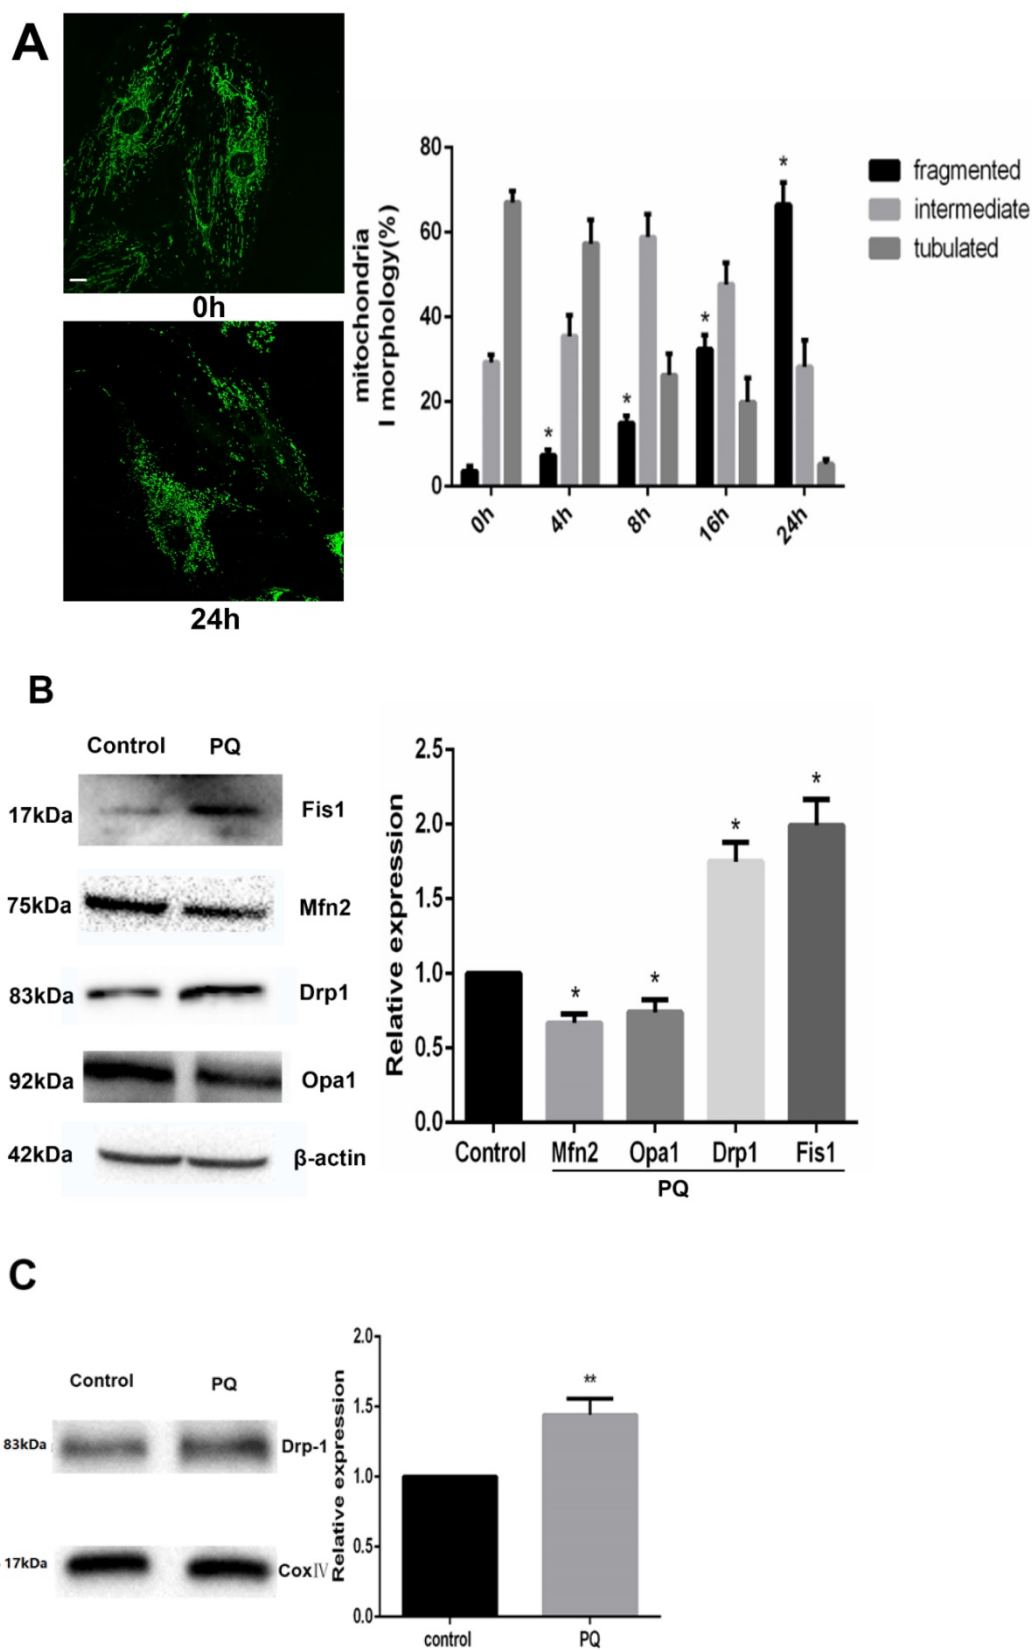 A
0h
24h
mitochondria
l morphology(%)
80
60
40
20
0
*
*
*
*
0h
4h
8h
16h
24h
fragmented
intermediate
tubulated
B
Control PQ
17kDa Fis1
75kDa Mfn2
83kDa Drp1
92kDa Opa1
42kDa β-actin
Relative expression
2.5
2.0
1.5
1.0
0.5
0.0
*
*
*
*
Control Mfn2 Opa1 Drp1 Fis1
PQ
C
Control PQ
83kDa Drp-1
17kDa CoxⅣ
Relative expression
2.0
1.5
1.0
0.5
0.0
**
control PQ